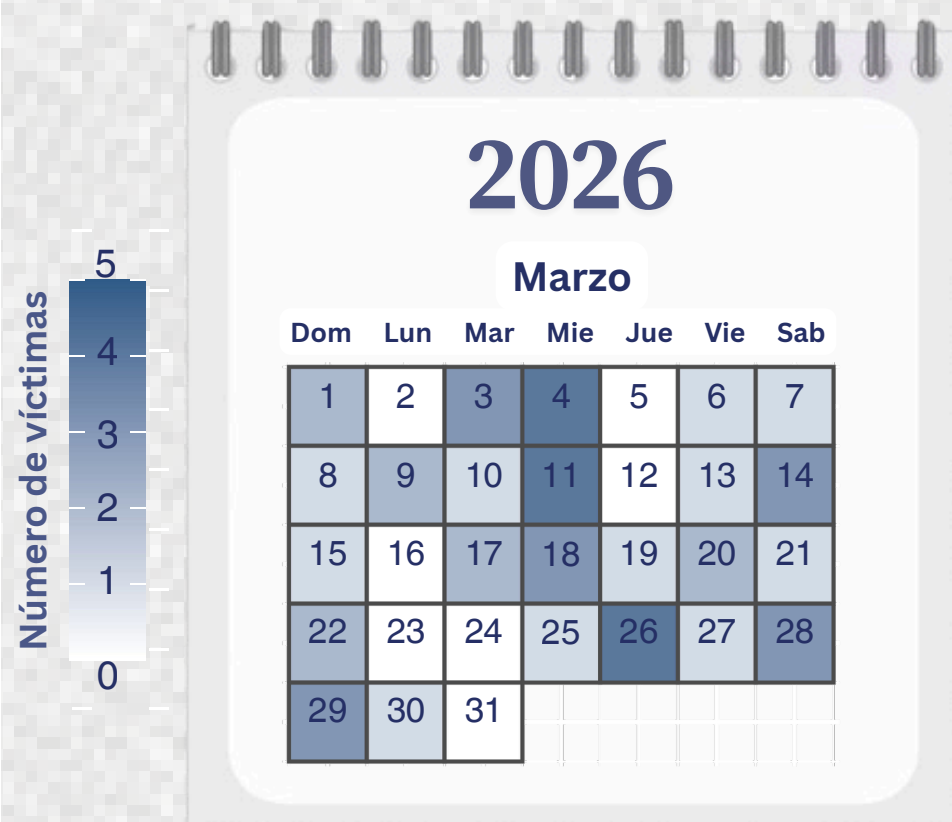 2026
Marzo
Dom Lun Mar Mie Jue Vie Sab
1 2 3 4 5 6 7
8 9 10 11 12 13 14
15 16 17 18 19 20 21
22 23 24 25 26 27 28
29 30 31
Número de víctimas
5
4
3
2
1
0